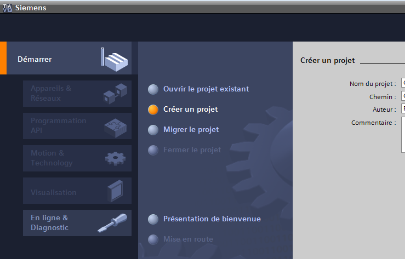 Siemens
Démarrer
Appareils &
Réseaux
Programmation
API
Motion &
Technology
Visualisation
En ligne &
Diagnostic
Ouvrir le projet existant
Créer un projet
Migrer le projet
Fermer le projet
Présentation de bienvenue
Mise en route
Créer un projet
Nom du projet :
Chemin :
Auteur :
Commentaire :